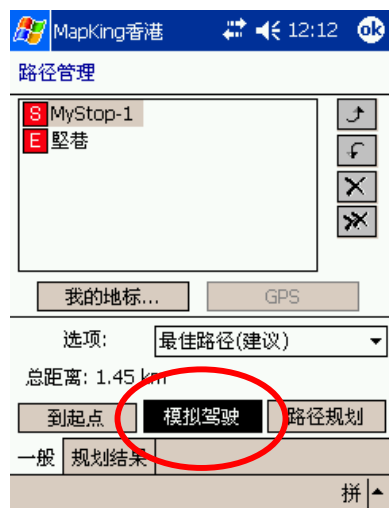 MapKing香港 12:12 ok
路径管理
S MyStop-1
E 堅巷
我的地标... GPS
选项: 最佳路径(建议)
总距离: 1.45 km
到起点 模拟驾驶 路径规划
一般 规划结果
拼